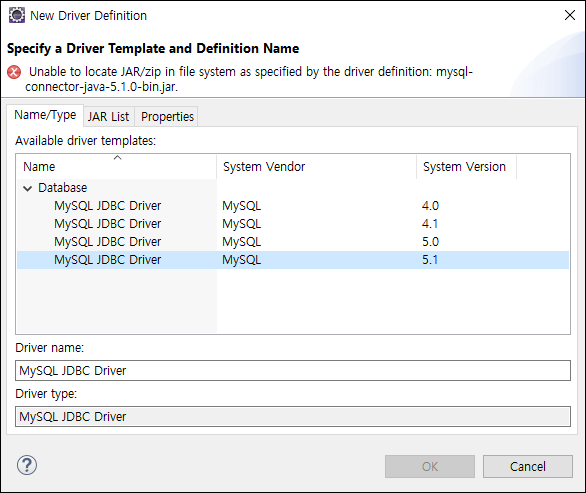 New Driver Definition
Specify a Driver Template and Definition Name
Unable to locate JAR/zip in file system as specified by the driver definition: mysql-
connector-java-5.1.0-bin.jar.
Name/Type JAR List Properties
Available driver templates:
Name System Vendor System Version
Database
MySQL JDBC Driver MySQL 4.0
MySQL JDBC Driver MySQL 4.1
MySQL JDBC Driver MySQL 5.0
MySQL JDBC Driver MySQL 5.1
Driver name:
MySQL JDBC Driver
Driver type:
MySQL JDBC Driver
? OK Cancel